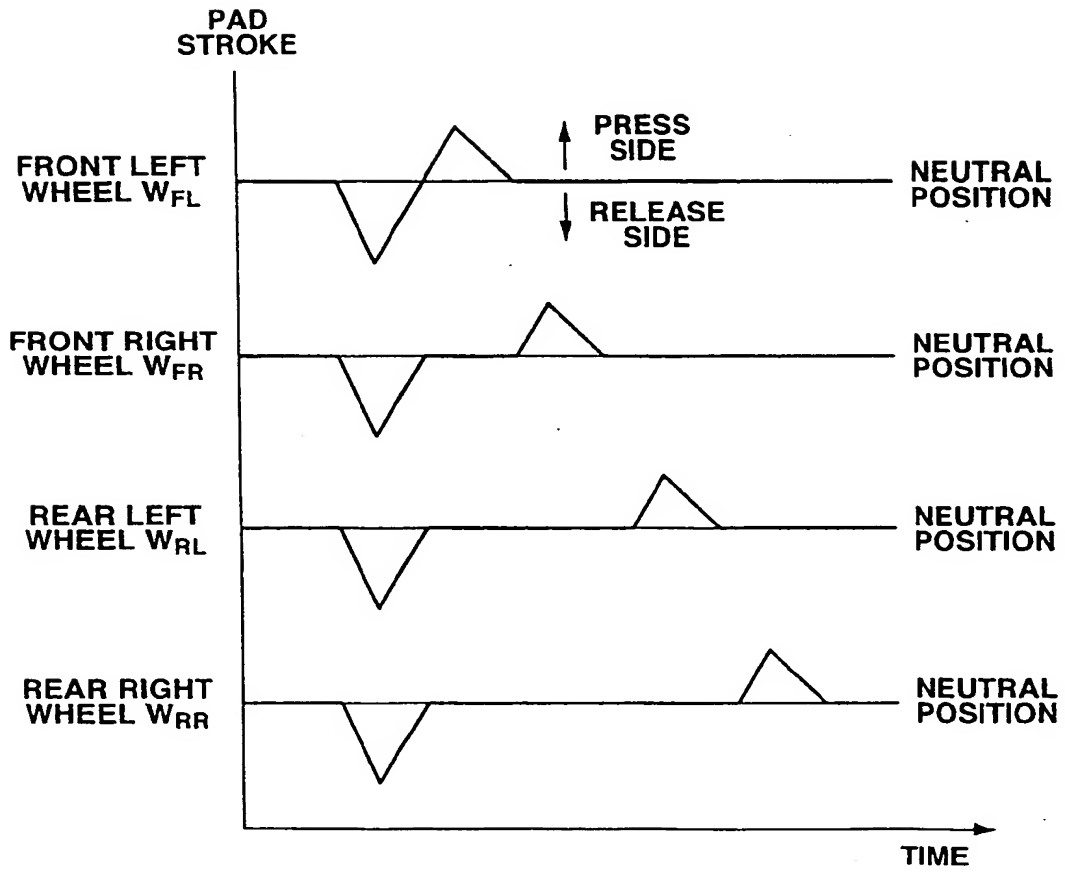 PAD
STROKE
FRONT LEFT
WHEEL WFL
PRESS
SIDE
RELEASE
SIDE
NEUTRAL
POSITION
FRONT RIGHT
WHEEL WFR
NEUTRAL
POSITION
REAR LEFT
WHEEL WRL
NEUTRAL
POSITION
REAR RIGHT
WHEEL WRR
NEUTRAL
POSITION
TIME